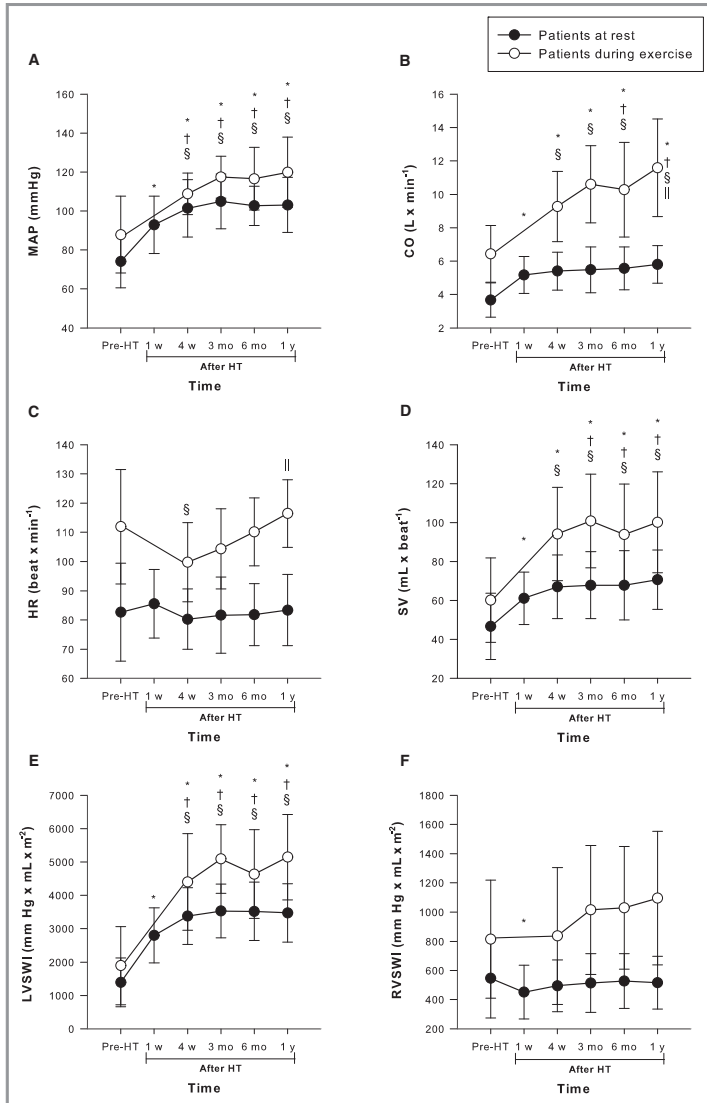 Patients at rest
Patients during exercise
A
MAP (mmHg)
160
140
120
100
80
60
40
* * * * *
† † † †
§ § § §
Pre-HT 1 w 4 w 3 mo 6 mo 1 y
After HT
Time
B
CO (L x min⁻¹)
16
14
12
10
8
6
4
2
* * * * *
† †
§ § § §
||
Pre-HT 1 w 4 w 3 mo 6 mo 1 y
After HT
Time
C
HR (beat x min⁻¹)
140
130
120
110
100
90
80
70
60
§
||
Pre-HT 1 w 4 w 3 mo 6 mo 1 y
After HT
Time
D
SV (mL x beat⁻¹)
140
120
100
80
60
40
20
* * * * *
† † †
§ § § §
Pre-HT 1 w 4 w 3 mo 6 mo 1 y
After HT
Time
E
LVSWI (mm Hg x mL x m⁻²)
7000
6000
5000
4000
3000
2000
1000
0
* * * * *
† † † †
§ § § §
Pre-HT 1 w 4 w 3 mo 6 mo 1 y
After HT
Time
F
RVSWI (mm Hg x mL x m⁻²)
1800
1600
1400
1200
1000
800
600
400
200
*
Pre-HT 1 w 4 w 3 mo 6 mo 1 y
After HT
Time